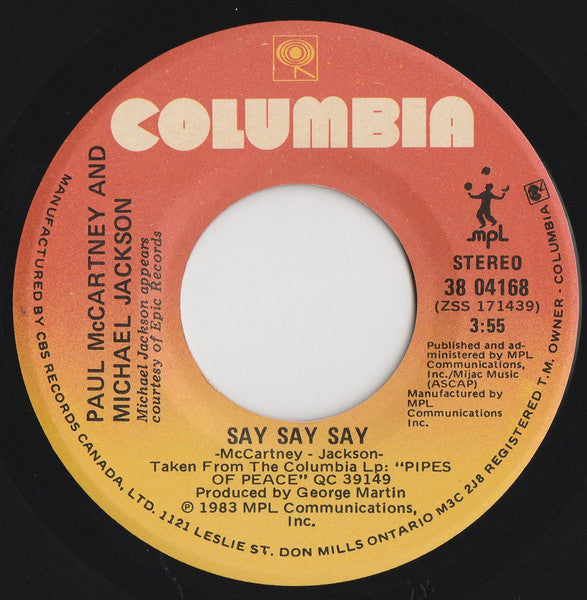 COLUMBIA
PAUL McCARTNEY AND
MICHAEL JACKSON
Michael Jackson appears
courtesy of Epic Records
mpl
STEREO
38 04168
(ZSS 171439)
3:55
Published and ad-
ministered by MPL
Communications,
Inc./Mijac Music
(ASCAP)
Manufactured by
MPL
Communications
Inc.
SAY SAY SAY
-McCartney - Jackson-
Taken From The Columbia Lp: “PIPES
OF PEACE” QC 39149
Produced by George Martin
℗ 1983 MPL Communications,
Inc.
MANUFACTURED BY CBS RECORDS CANADA, LTD. 1121 LESLIE ST. DON MILLS ONTARIO M3C 2J8 REGISTERED T.M. OWNER - COLUMBIA